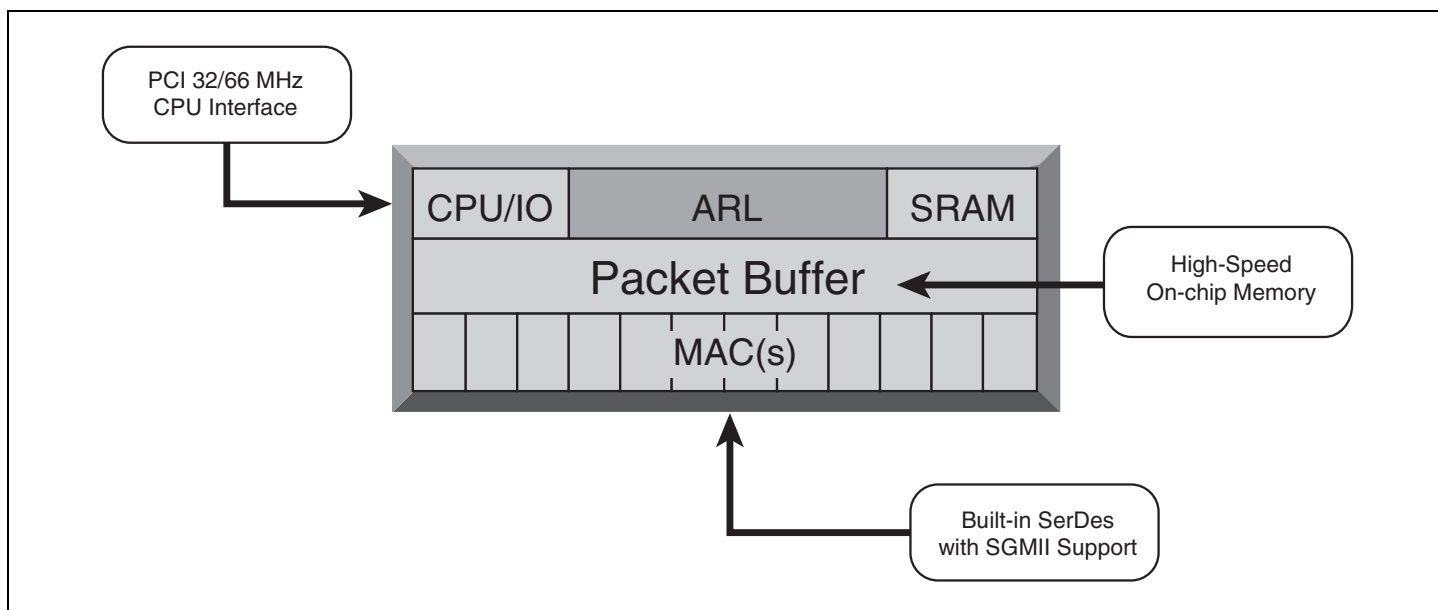 PCI 32/66 MHz
CPU Interface
CPU/IO
ARL
SRAM
Packet Buffer
High-Speed
On-chip Memory
MAC(s)
Built-in SerDes
with SGMII Support